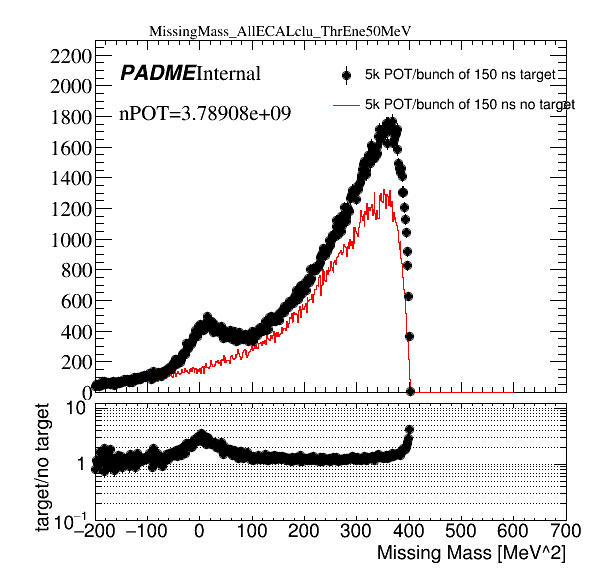 MissingMass_AllECALclu_ThrEne50MeV
2200
2000
1800
1600
1400
1200
1000
800
600
400
200
0
PADME Internal
nPOT=3.78908e+09
5k POT/bunch of 150 ns target
5k POT/bunch of 150 ns no target
target/no target
10
1
10⁻¹
−200 −100 0 100 200 300 400 500 600 700
Missing Mass [MeV^2]